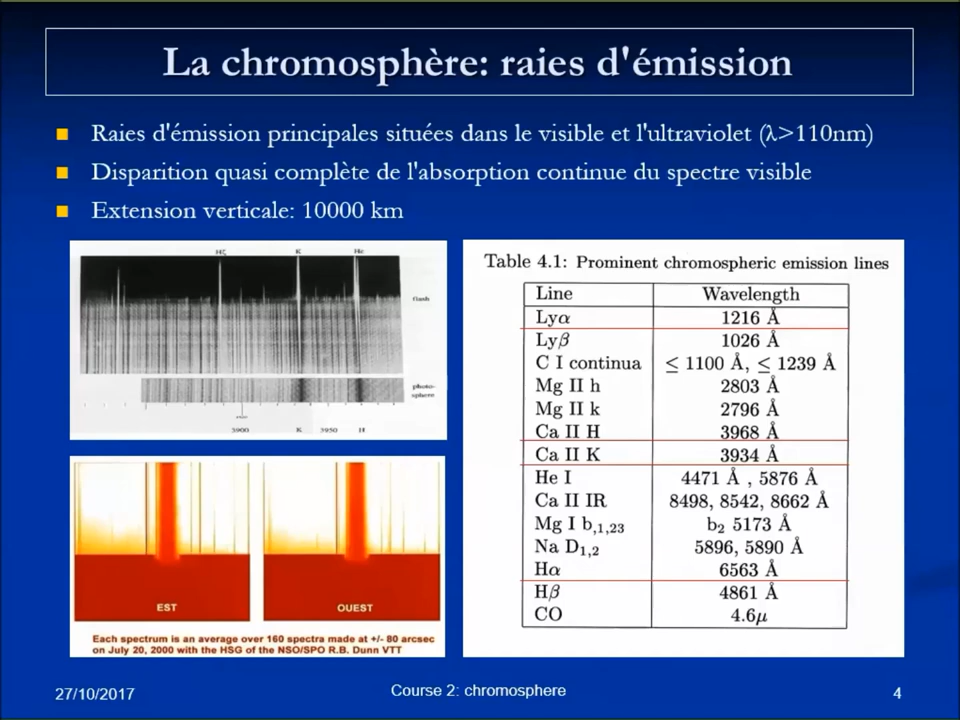 La chromosphère: raies d'émission
Raies d'émission principales situées dans le visible et l'ultraviolet (λ>110nm)
Disparition quasi complète de l'absorption continue du spectre visible
Extension verticale: 10000 km
Hζ K Hε
flash
photo-
sphere
3900 3950
K H
EST OUEST
Each spectrum is an average over 160 spectra made at +/- 80 arcsec
on July 20, 2000 with the HSG of the NSO/SPO R.B. Dunn VTT
Table 4.1: Prominent chromospheric emission lines
Line Wavelength
Lyα 1216 Å
Lyβ 1026 Å
C I continua ≤ 1100 Å, ≤ 1239 Å
Mg II h 2803 Å
Mg II k 2796 Å
Ca II H 3968 Å
Ca II K 3934 Å
He I 4471 Å , 5876 Å
Ca II IR 8498, 8542, 8662 Å
Mg I b,1,23 b2 5173 Å
Na D1,2 5896, 5890 Å
Hα 6563 Å
Hβ 4861 Å
CO 4.6μ
27/10/2017 Course 2: chromosphere 4